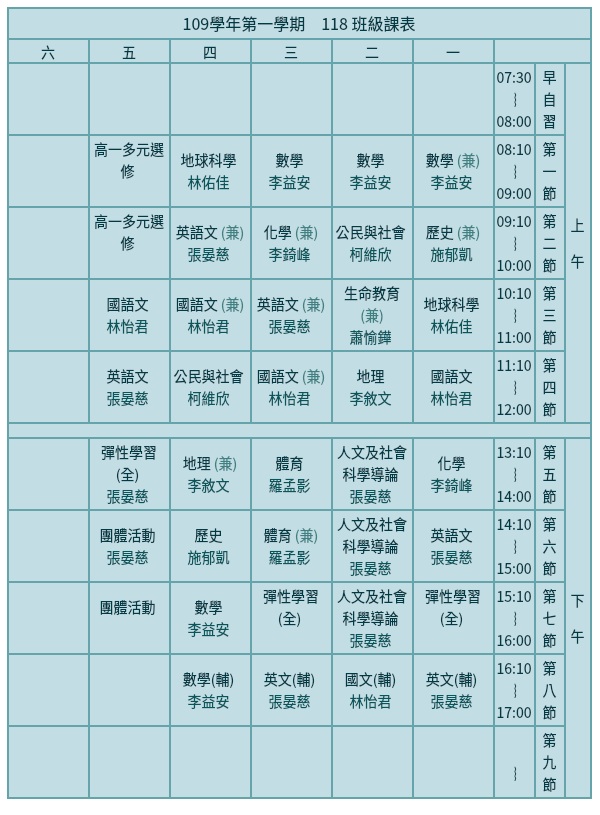 109學年第一學期 118 班級課表
六 五 四 三 二 一
07:30
⌇
08:00
早
自
習
上
午
高一多元選
修
地球科學
林佑佳
數學
李益安
數學
李益安
數學 (兼)
李益安
08:10
⌇
09:00
第
一
節
高一多元選
修
英語文 (兼)
張晏慈
化學 (兼)
李錡峰
公民與社會
柯維欣
歷史 (兼)
施郁凱
09:10
⌇
10:00
第
二
節
國語文
林怡君
國語文 (兼)
林怡君
英語文 (兼)
張晏慈
生命教育
(兼)
蕭愉鏵
地球科學
林佑佳
10:10
⌇
11:00
第
三
節
英語文
張晏慈
公民與社會
柯維欣
國語文 (兼)
林怡君
地理
李敘文
國語文
林怡君
11:10
⌇
12:00
第
四
節
彈性學習
(全)
張晏慈
地理 (兼)
李敘文
體育
羅孟影
人文及社會
科學導論
張晏慈
化學
李錡峰
13:10
⌇
14:00
第
五
節
下
午
團體活動
張晏慈
歷史
施郁凱
體育 (兼)
羅孟影
人文及社會
科學導論
張晏慈
英語文
張晏慈
14:10
⌇
15:00
第
六
節
團體活動
數學
李益安
彈性學習
(全)
人文及社會
科學導論
張晏慈
彈性學習
(全)
15:10
⌇
16:00
第
七
節
數學(輔)
李益安
英文(輔)
張晏慈
國文(輔)
林怡君
英文(輔)
張晏慈
16:10
⌇
17:00
第
八
節
⌇
第
九
節